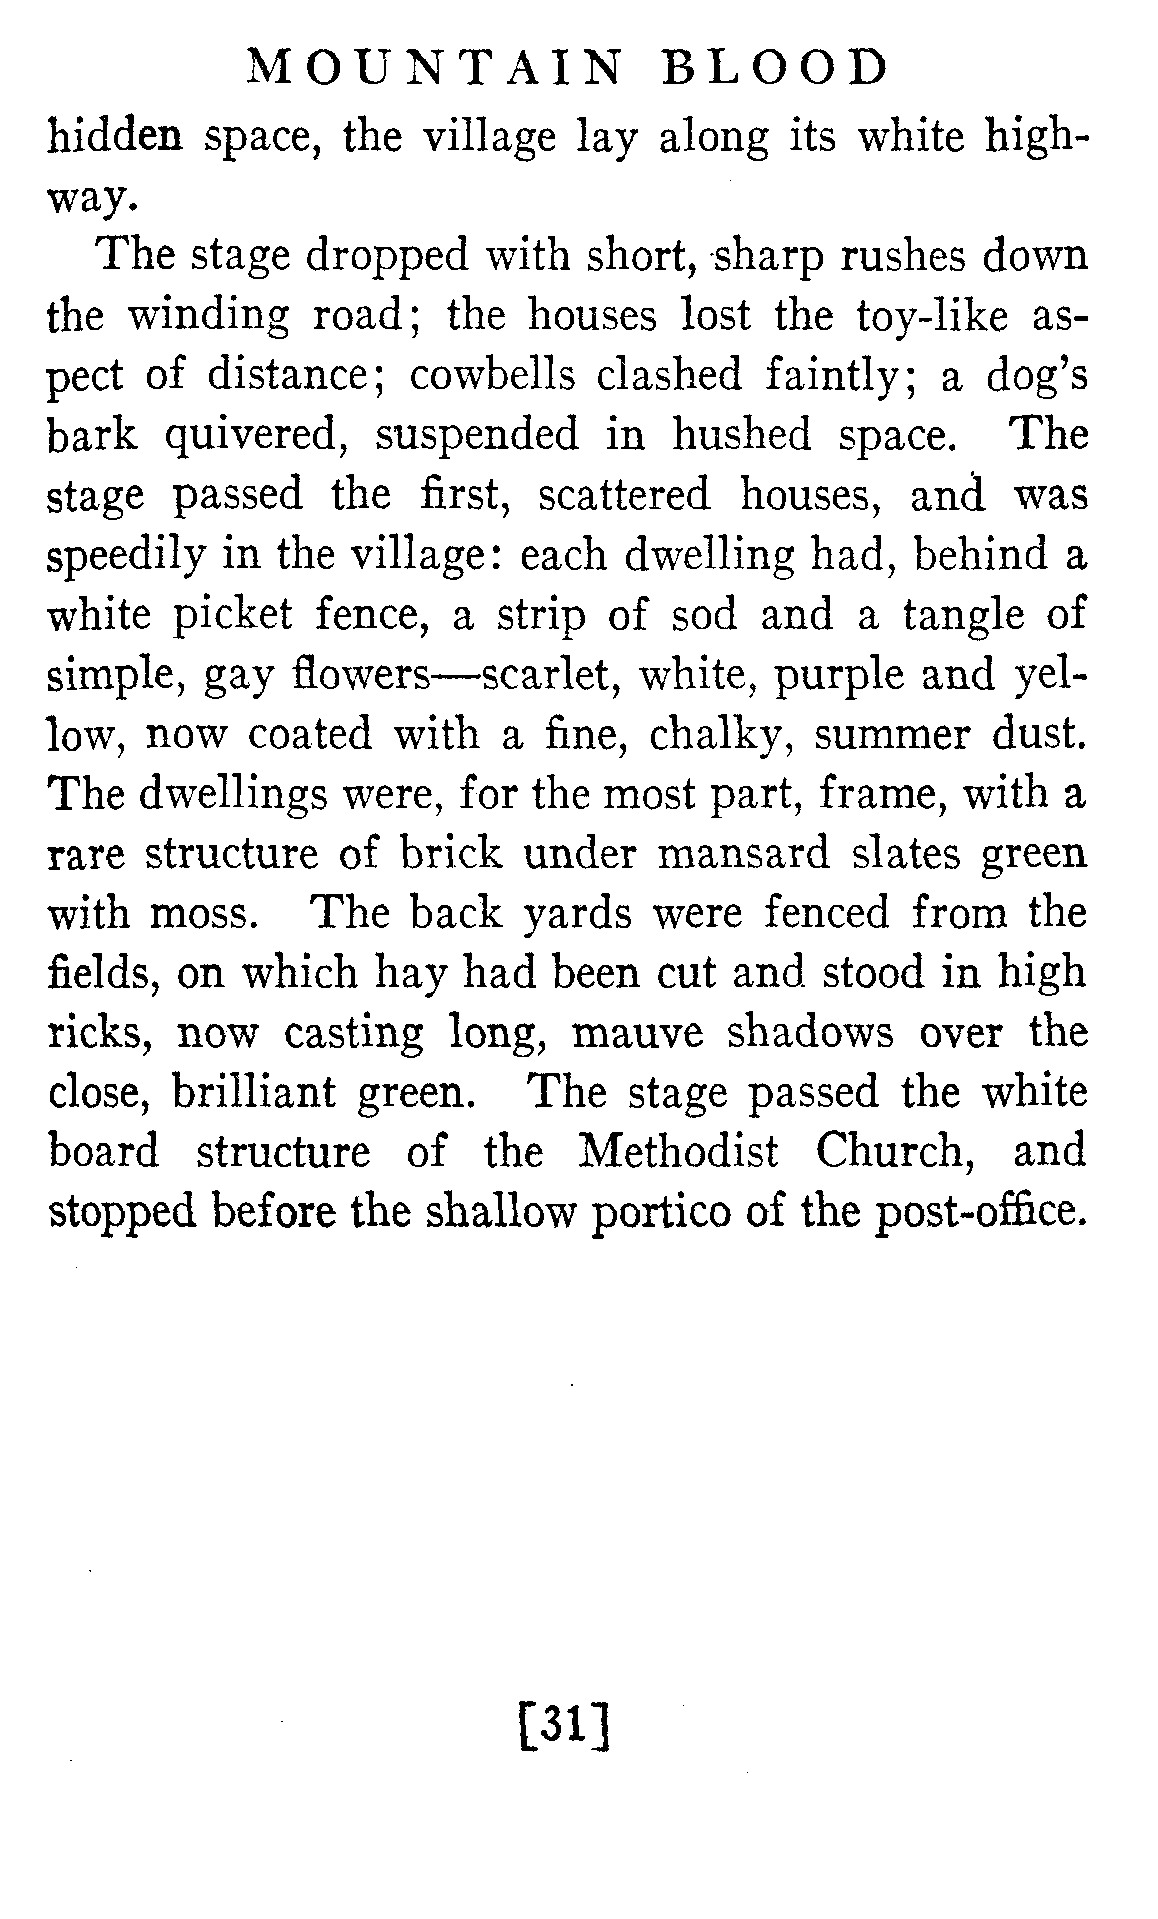 MOUNTAIN BLOOD
hidden space, the village lay along its white high-
way.
The stage dropped with short, sharp rushes down
the winding road; the houses lost the toy-like as-
pect of distance; cowbells clashed faintly; a dog's
bark quivered, suspended in hushed space. The
stage passed the first, scattered houses, and was
speedily in the village: each dwelling had, behind a
white picket fence, a strip of sod and a tangle of
simple, gay flowers—scarlet, white, purple and yel-
low, now coated with a fine, chalky, summer dust.
The dwellings were, for the most part, frame, with a
rare structure of brick under mansard slates green
with moss. The back yards were fenced from the
fields, on which hay had been cut and stood in high
ricks, now casting long, mauve shadows over the
close, brilliant green. The stage passed the white
board structure of the Methodist Church, and
stopped before the shallow portico of the post-office.
[31]